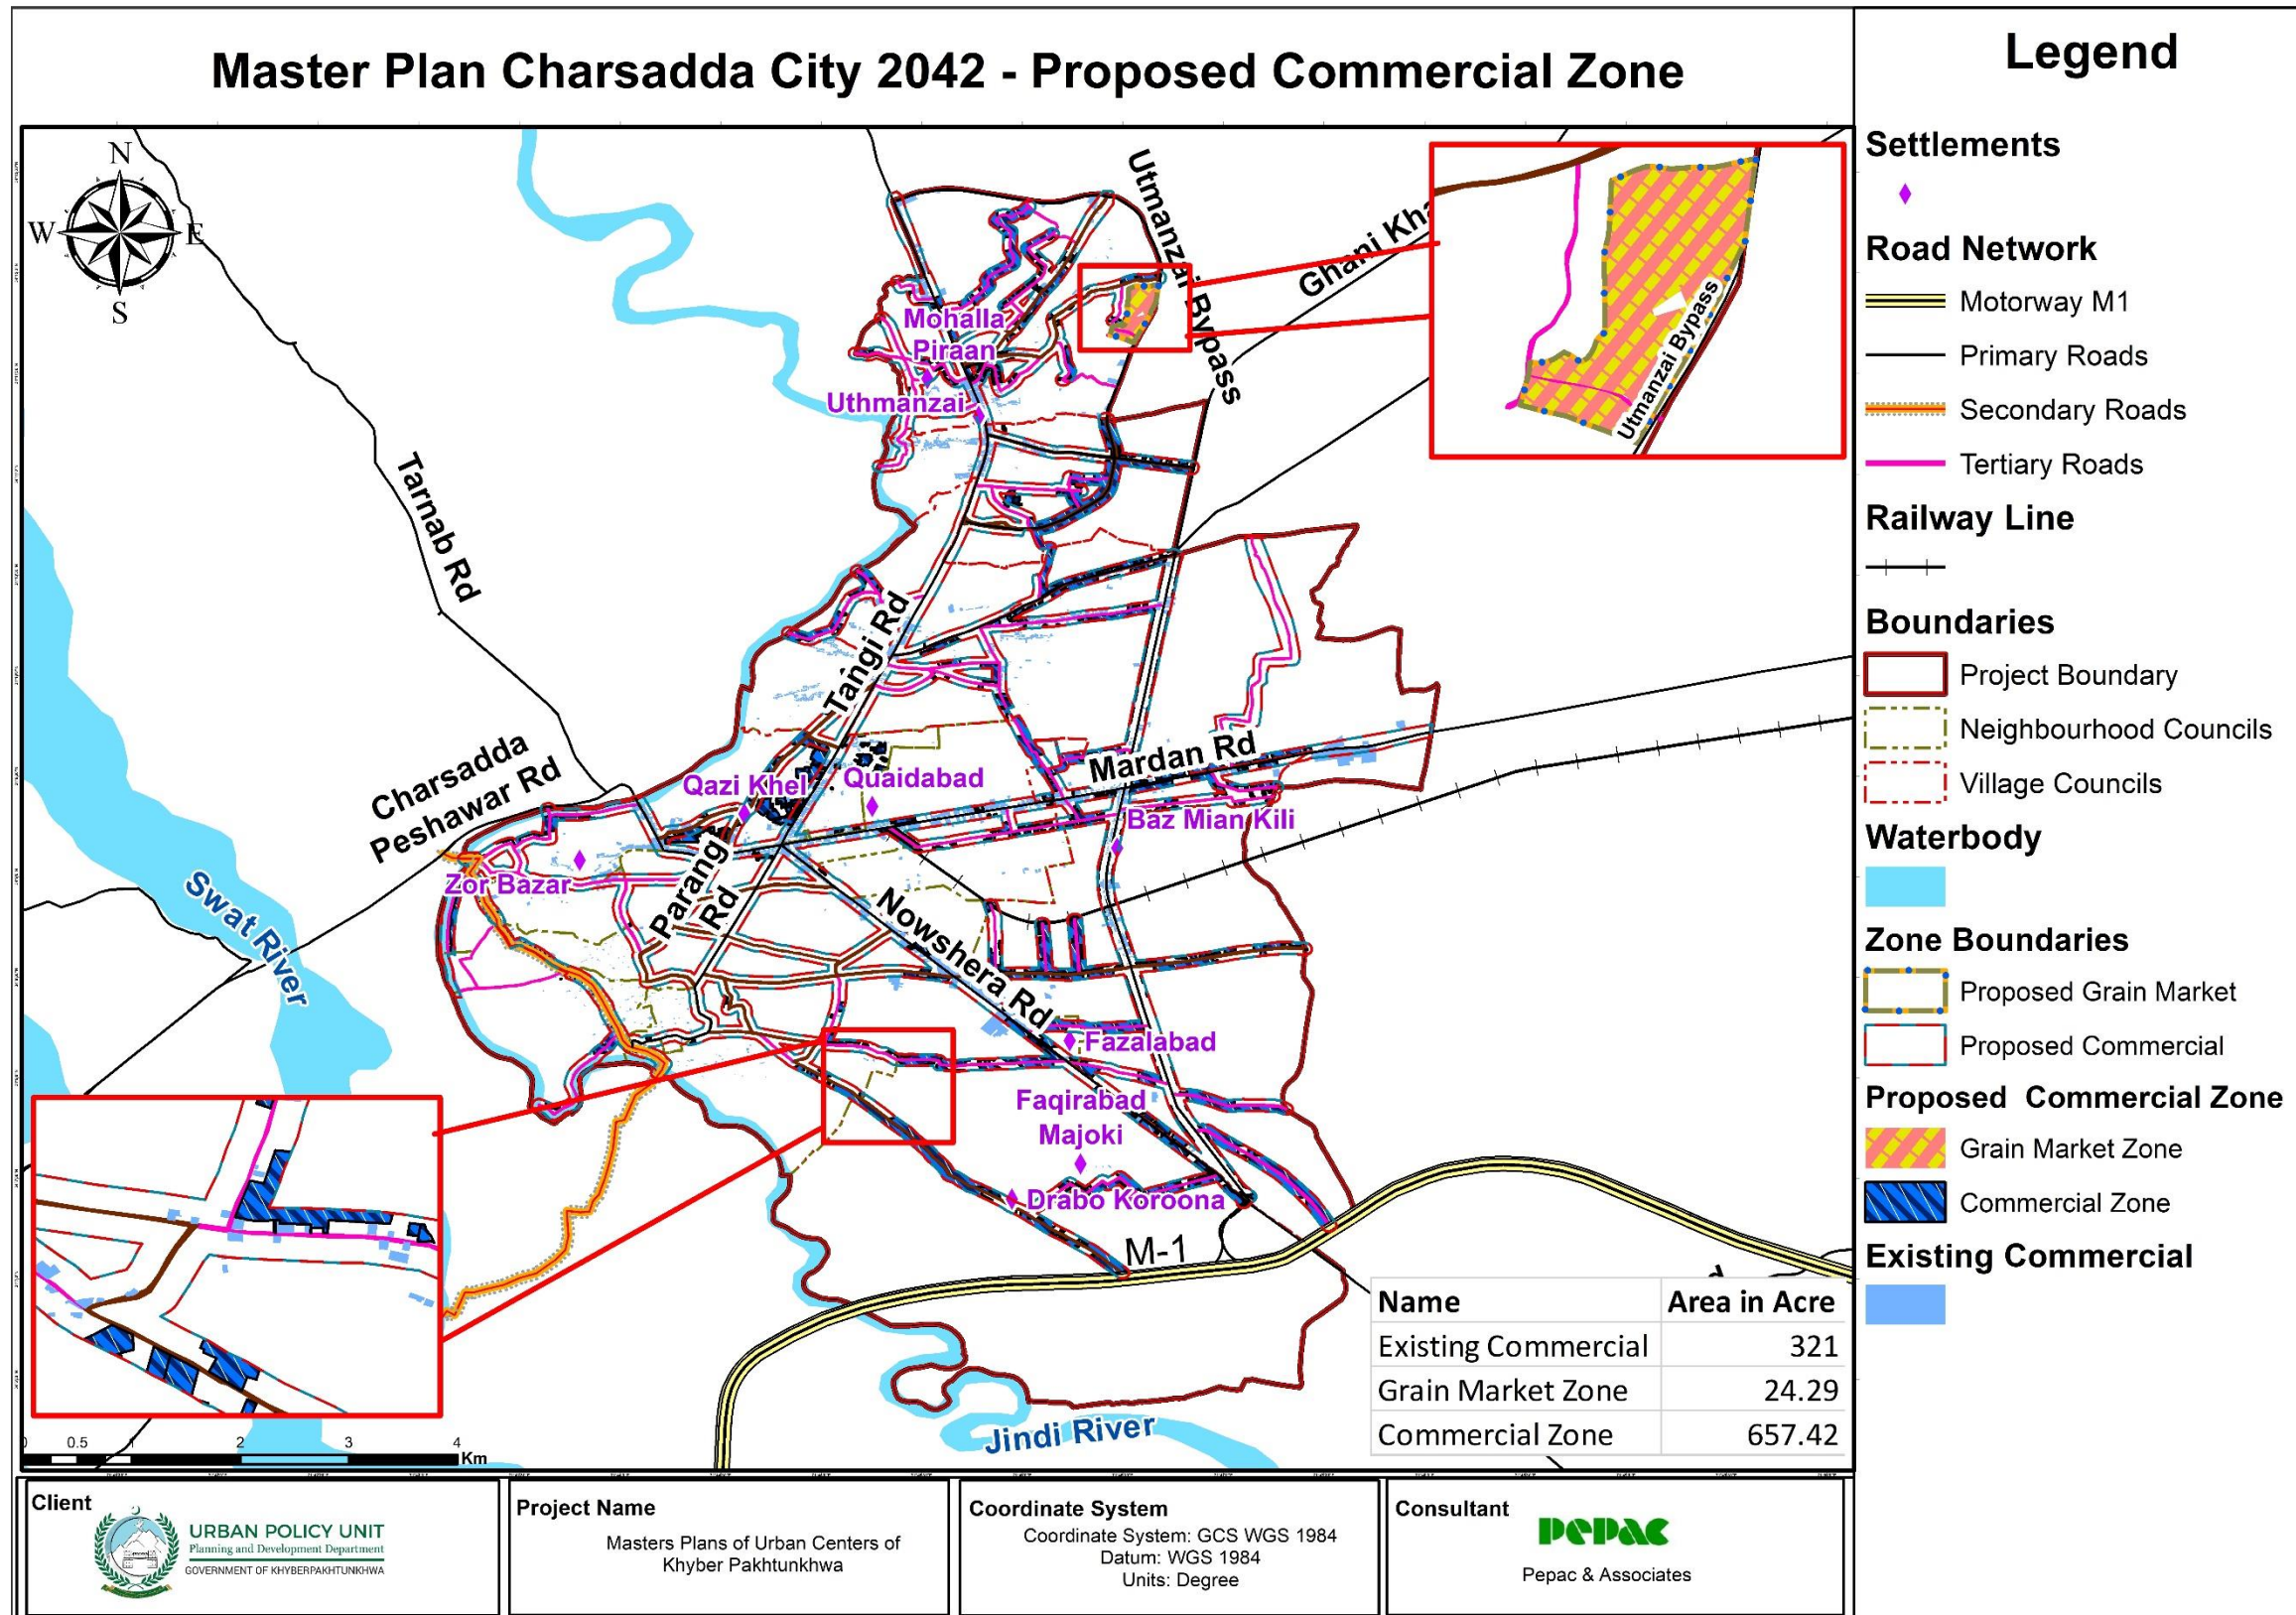 Master Plan Charsadda City 2042 - Proposed Commercial Zone
N
W
E
S
Utmanzai Bypass
Ghani Kha
Utmanzai Bypass
Mohalla
Piraan
Uthmanzai
Tarnab Rd
Tangi Rd
Charsadda
Peshawar Rd
Qazi Khel
Quaidabad
Mardan Rd
Baz Mian Kili
Zor Bazar
Parang
Rd
Swat River
Nowshera Rd
Fazalabad
Faqirabad
Majoki
Drabo Koroona
M-1
Jindi River
Name Area in Acre
Existing Commercial 321
Grain Market Zone 24.29
Commercial Zone 657.42
0 0.5 1 2 3 4
Km
Legend
Settlements
Road Network
Motorway M1
Primary Roads
Secondary Roads
Tertiary Roads
Railway Line
Boundaries
Project Boundary
Neighbourhood Councils
Village Councils
Waterbody
Zone Boundaries
Proposed Grain Market
Proposed Commercial
Proposed Commercial Zone
Grain Market Zone
Commercial Zone
Existing Commercial
Client
URBAN POLICY UNIT
Planning and Development Department
GOVERNMENT OF KHYBERPAKHTUNKHWA
Project Name
Masters Plans of Urban Centers of
Khyber Pakhtunkhwa
Coordinate System
Coordinate System: GCS WGS 1984
Datum: WGS 1984
Units: Degree
Consultant
PEPAC
Pepac & Associates